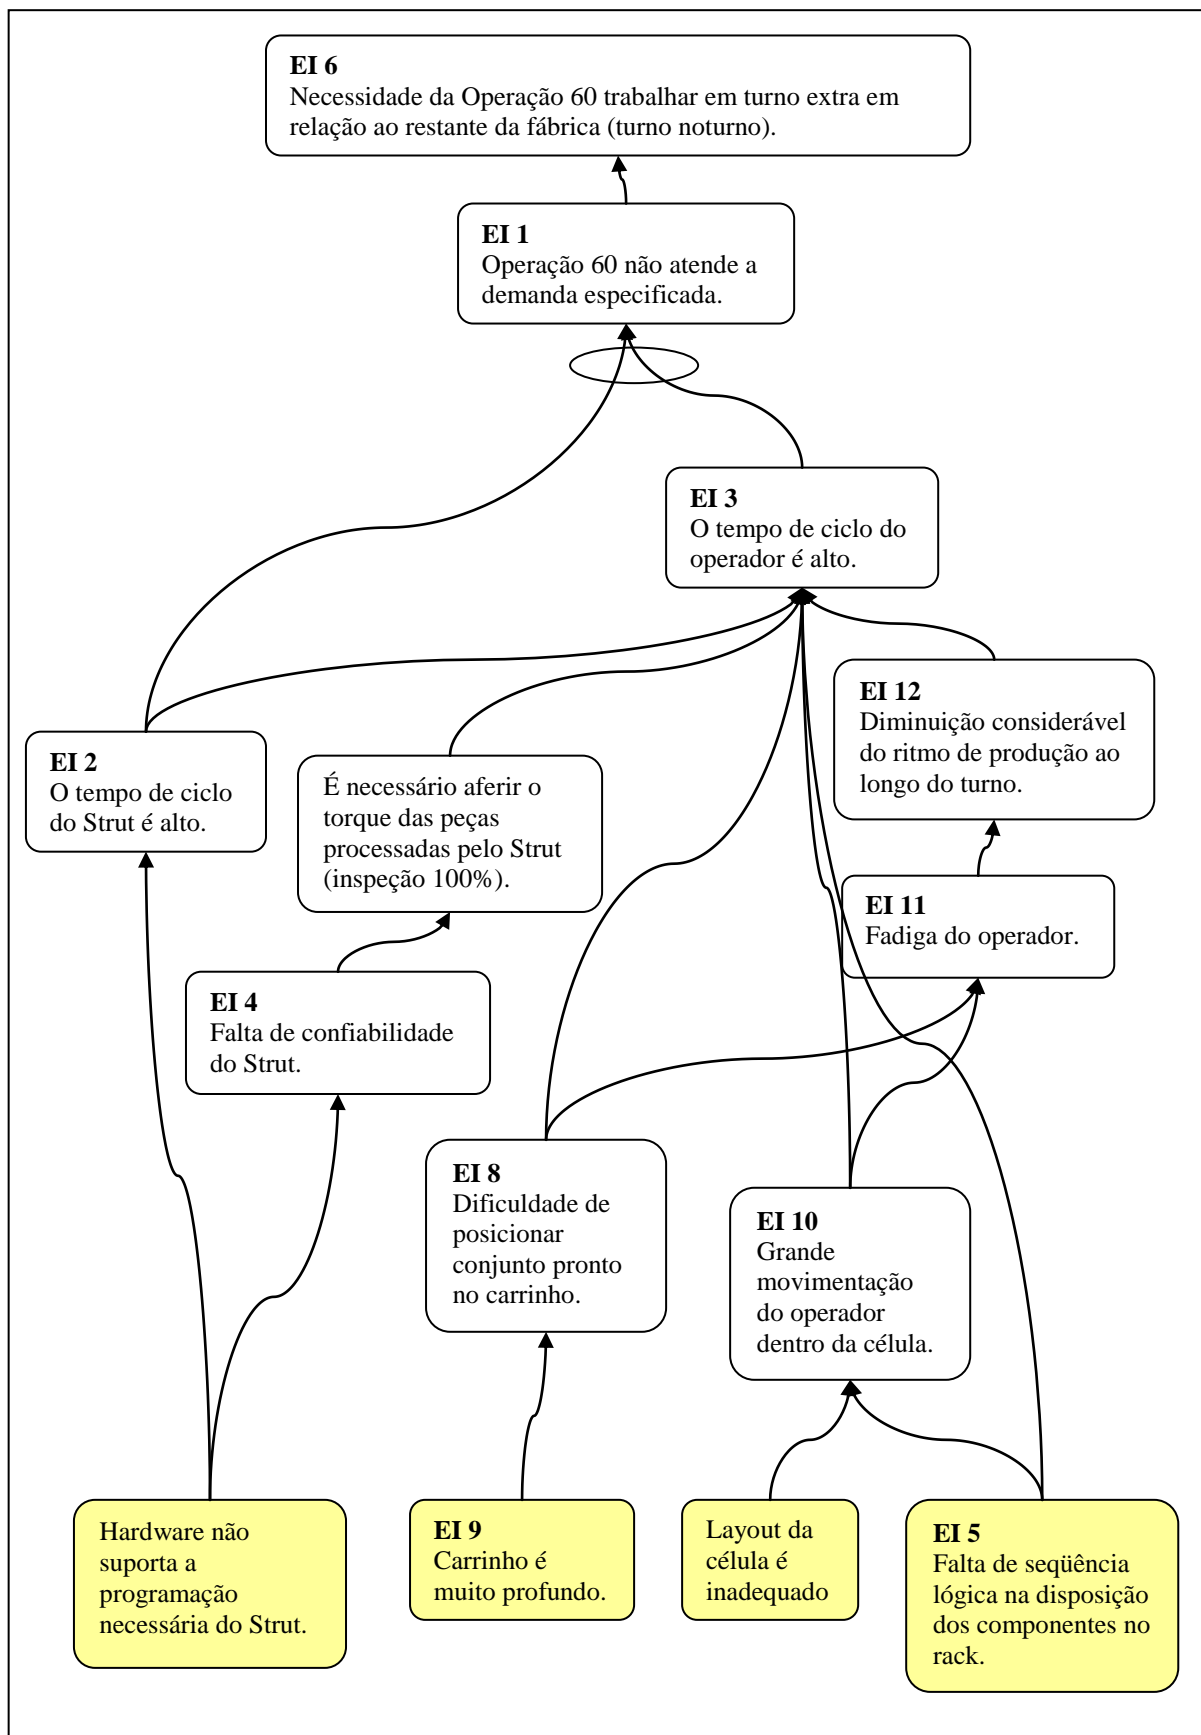 EI 6
Necessidade da Operação 60 trabalhar em turno extra em
relação ao restante da fábrica (turno noturno).
EI 1
Operação 60 não atende a
demanda especificada.
EI 3
O tempo de ciclo do
operador é alto.
EI 12
Diminuição considerável
do ritmo de produção ao
longo do turno.
EI 2
O tempo de ciclo
do Strut é alto.
É necessário aferir o
torque das peças
processadas pelo Strut
(inspeção 100%).
EI 11
Fadiga do operador.
EI 4
Falta de confiabilidade
do Strut.
EI 8
Dificuldade de
posicionar
conjunto pronto
no carrinho.
EI 10
Grande
movimentação
do operador
dentro da célula.
Hardware não
suporta a
programação
necessária do Strut.
EI 9
Carrinho é
muito profundo.
Layout da
célula é
inadequado
EI 5
Falta de seqüência
lógica na disposição
dos componentes no
rack.